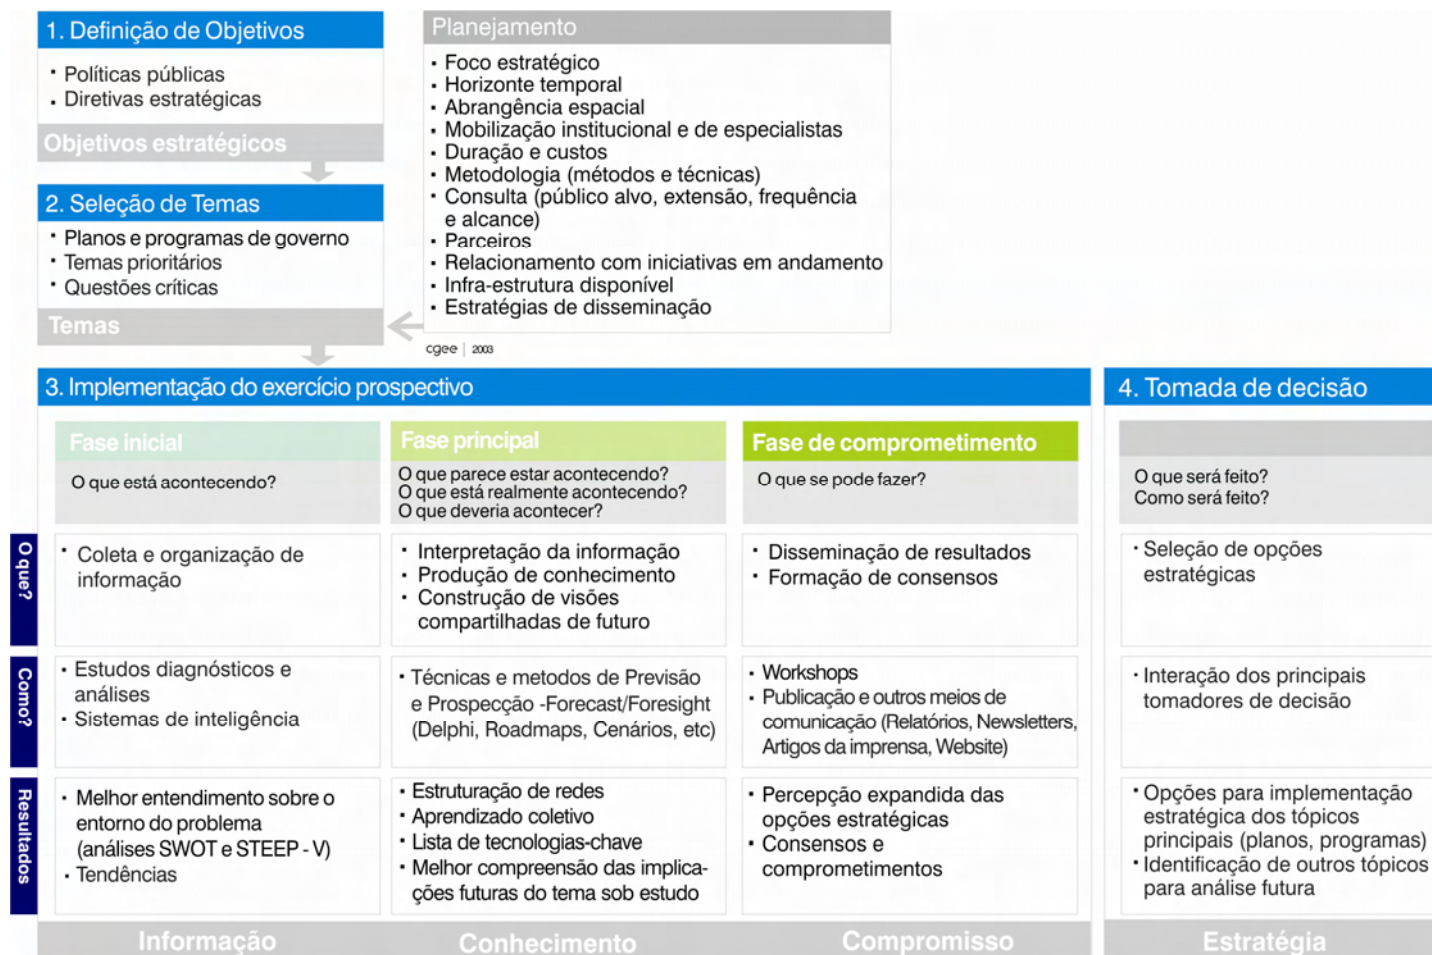 1. Definição de Objetivos
· Políticas públicas
· Diretivas estratégicas
Objetivos estratégicos
2. Seleção de Temas
· Planos e programas de governo
· Temas prioritários
· Questões críticas
Temas
Planejamento
· Foco estratégico
· Horizonte temporal
· Abrangência espacial
· Mobilização institucional e de especialistas
· Duração e custos
· Metodologia (métodos e técnicas)
· Consulta (público alvo, extensão, frequência
e alcance)
· Parceiros
· Relacionamento com iniciativas em andamento
· Infra-estrutura disponível
· Estratégias de disseminação
cgee | 2003
3. Implementação do exercício prospectivo
Fase inicial
O que está acontecendo?
Fase principal
O que parece estar acontecendo?
O que está realmente acontecendo?
O que deveria acontecer?
Fase de comprometimento
O que se pode fazer?
4. Tomada de decisão
O que será feito?
Como será feito?
O que?
· Coleta e organização de
informação
· Interpretação da informação
· Produção de conhecimento
· Construção de visões
compartilhadas de futuro
· Disseminação de resultados
· Formação de consensos
· Seleção de opções
estratégicas
Como?
· Estudos diagnósticos e
análises
· Sistemas de inteligência
· Técnicas e metodos de Previsão
e Prospecção -Forecast/Foresight
(Delphi, Roadmaps, Cenários, etc)
· Workshops
· Publicação e outros meios de
comunicação (Relatórios, Newsletters,
Artigos da imprensa, Website)
· Interação dos principais
tomadores de decisão
Resultados
· Melhor entendimento sobre o
entorno do problema
(análises SWOT e STEEP - V)
· Tendências
· Estruturação de redes
· Aprendizado coletivo
· Lista de tecnologias-chave
· Melhor compreensão das implica-
ções futuras do tema sob estudo
· Percepção expandida das
opções estratégicas
· Consensos e
comprometimentos
· Opções para implementação
estratégica dos tópicos
principais (planos, programas)
· Identificação de outros tópicos
para análise futura
Informação
Conhecimento
Compromisso
Estratégia